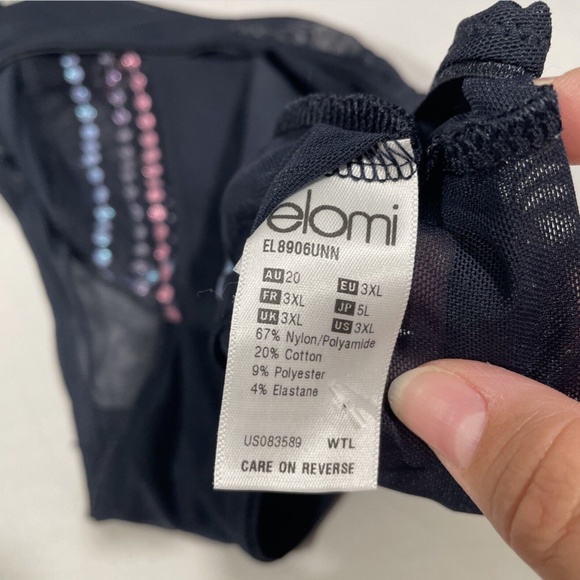 elomi
EL8906UNN
AU 20 EU 3XL
FR 3XL JP 5L
UK 3XL US 3XL
67% Nylon/Polyamide
20% Cotton
9% Polyester
4% Elastane
US083589 WTL
CARE ON REVERSE